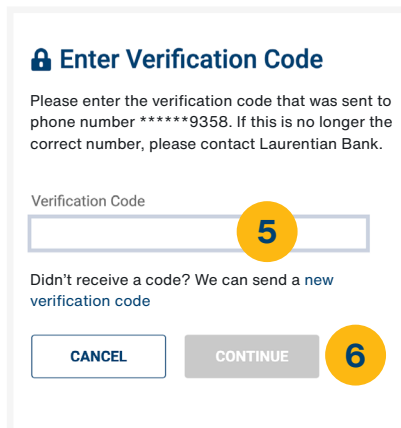 Enter Verification Code
Please enter the verification code that was sent to
phone number ******9358. If this is no longer the
correct number, please contact Laurentian Bank.
Verification Code
5
Didn't receive a code? We can send a new
verification code
CANCEL CONTINUE 6